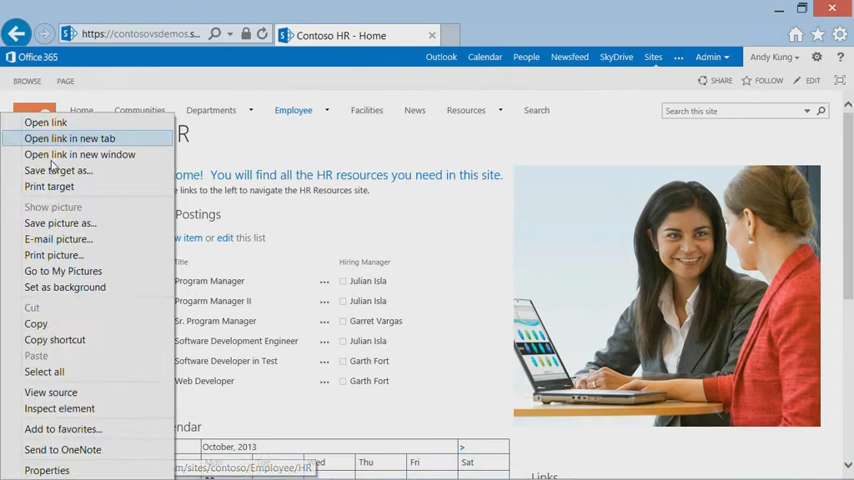 https://contosovsdemos.s
Contoso HR - Home
Office 365
Outlook Calendar People Newsfeed SkyDrive Sites ••• Admin Andy Kung ?
BROWSE PAGE SHARE FOLLOW EDIT
Home Communities Departments Employee Facilities News Resources Search
Search this site
Open link
Open link in new tab
Open link in new window
Save target as...
Print target
Show picture
Save picture as...
E-mail picture...
Print picture...
Go to My Pictures
Set as background
Cut
Copy
Copy shortcut
Paste
Select all
View source
Inspect element
Add to favorites...
Send to OneNote
Properties
R
ome! You will find all the HR resources you need in this site.
e links to the left to navigate the HR Resources site.
Postings
w item or edit this list
Title Hiring Manager
Program Manager ••• Julian Isla
Progarm Manager II ••• Julian Isla
Sr. Program Manager ••• Garret Vargas
Software Development Engineer ••• Julian Isla
Software Developer in Test ••• Garth Fort
Web Developer ••• Garth Fort
endar
October, 2013 >
Wed Thu Fri Sat
m/sites/contoso/Employee/HR
Links